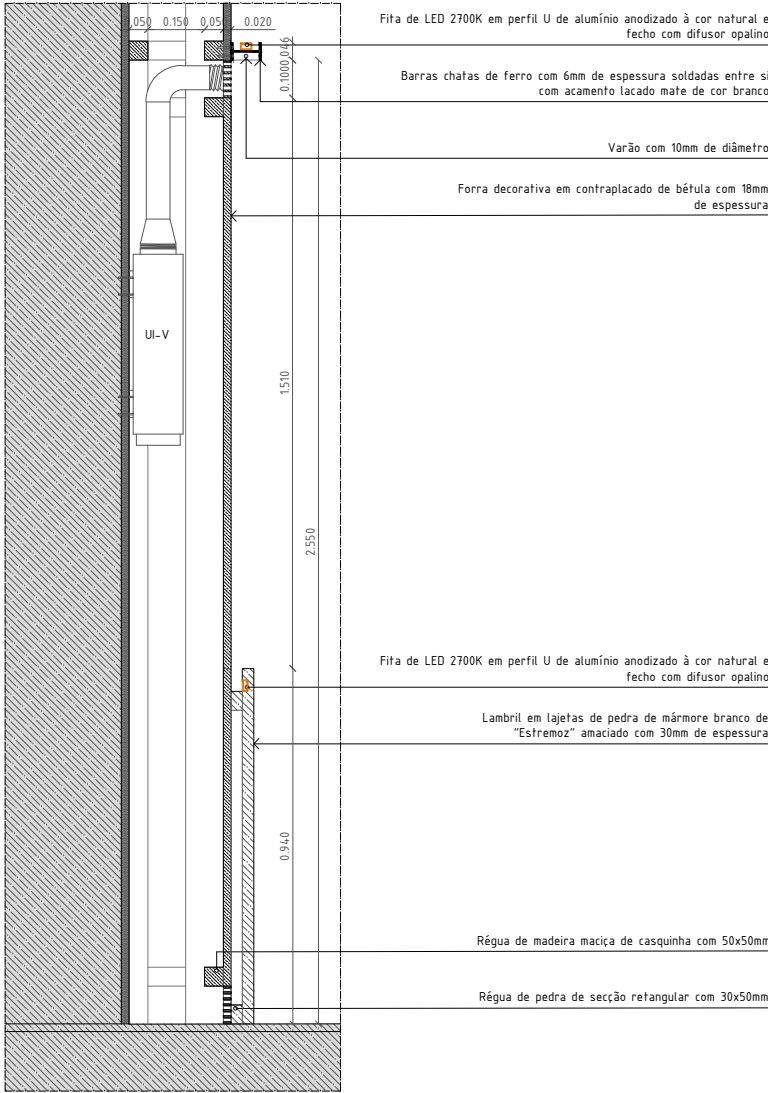 .050 0.150 0.05 0.020
Fita de LED 2700K em perfil U de alumínio anodizado à cor natural e
fecho com difusor opalino
0.046
0.1000
Barras chatas de ferro com 6mm de espessura soldadas entre si
com acamento lacado mate de cor branco
Varão com 10mm de diâmetro
Forra decorativa em contraplacado de bétula com 18mm
de espessura
UI-V
1.510
2.550
Fita de LED 2700K em perfil U de alumínio anodizado à cor natural e
fecho com difusor opalino
Lambril em lajetas de pedra de mármore branco de
"Estremoz" amaciado com 30mm de espessura
0.940
Régua de madeira maciça de casquinha com 50x50mm
Régua de pedra de secção retangular com 30x50mm